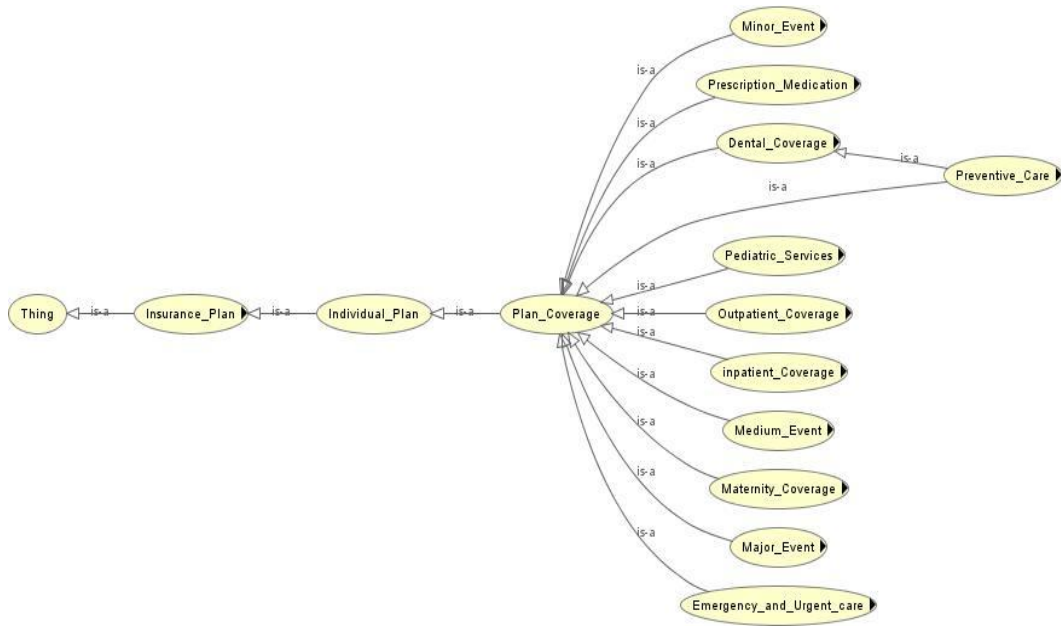 Minor_Event
is-a
Prescription_Medication
is-a
Dental_Coverage
is-a
is-a
Preventive_Care
is-a
Pediatric_Services
is-a
Thing
is-a
Insurance_Plan
is-a
Individual_Plan
is-a
Plan_Coverage
is-a
Outpatient_Coverage
is-a
inpatient_Coverage
is-a
Medium_Event
is-a
Maternity_Coverage
is-a
Major_Event
is-a
Emergency_and_Urgent_care